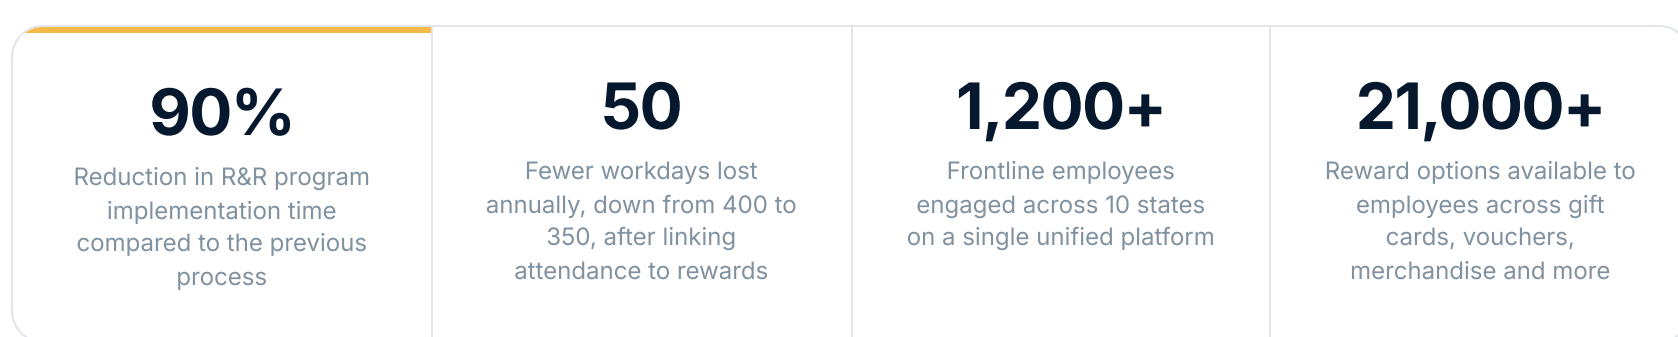 90%
Reduction in R&R program
implementation time
compared to the previous
process
50
Fewer workdays lost
annually, down from 400 to
350, after linking
attendance to rewards
1,200+
Frontline employees
engaged across 10 states
on a single unified platform
21,000+
Reward options available to
employees across gift
cards, vouchers,
merchandise and more